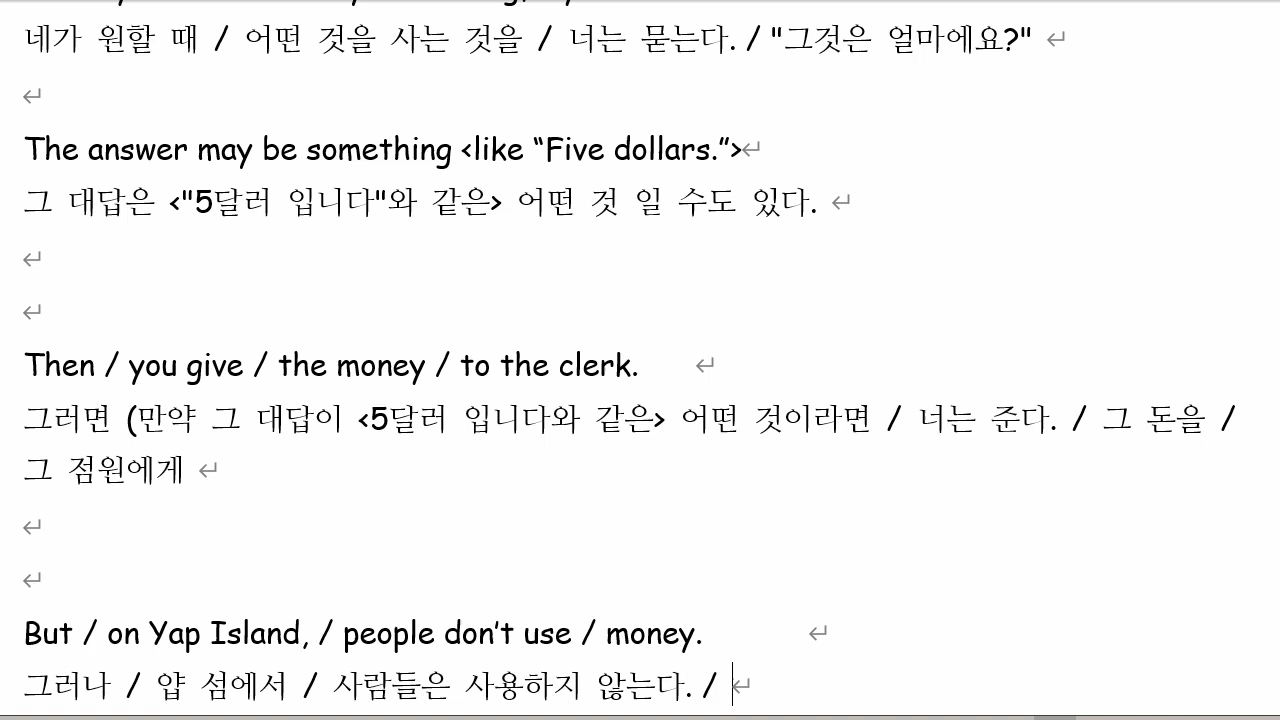 네가 원할 때 / 어떤 것을 사는 것을 / 너는 묻는다. / "그것은 얼마에요?"
The answer may be something <like “Five dollars.”>
그 대답은 <"5달러 입니다"와 같은> 어떤 것 일 수도 있다.
Then / you give / the money / to the clerk.
그러면 (만약 그 대답이 <5달러 입니다와 같은> 어떤 것이라면 / 너는 준다. / 그 돈을 /
그 점원에게
But / on Yap Island, / people don’t use / money.
그러나 / 얍 섬에서 / 사람들은 사용하지 않는다. /